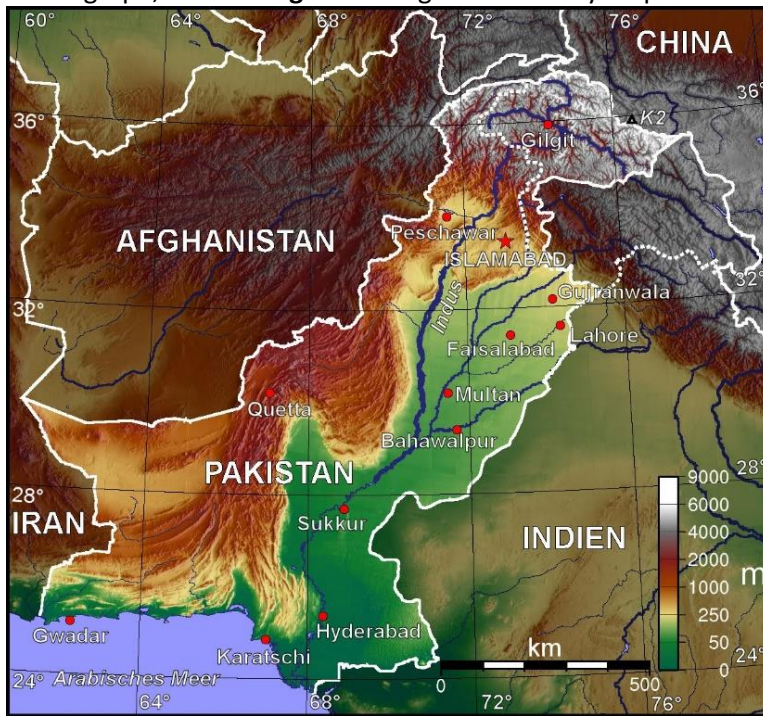 60°
64
68
72
76
CHINA
36°
36°
K2
Gilgit
Peschawar
AFGHANISTAN
ISLAMABAD
32°
32°
Indus
Gujranwala
Lahore
Faisalabad
Quetta
Multan
Bahawalpur
PAKISTAN
28°
28°
IRAN
Sukkur
INDIEN
9000
6000
4000
2000
1000
250
50
0
m
Gwadar
Karatschi
Hyderabad
km
0
500
24°
24°
Arabisches Meer
64°
68°
72°
76°